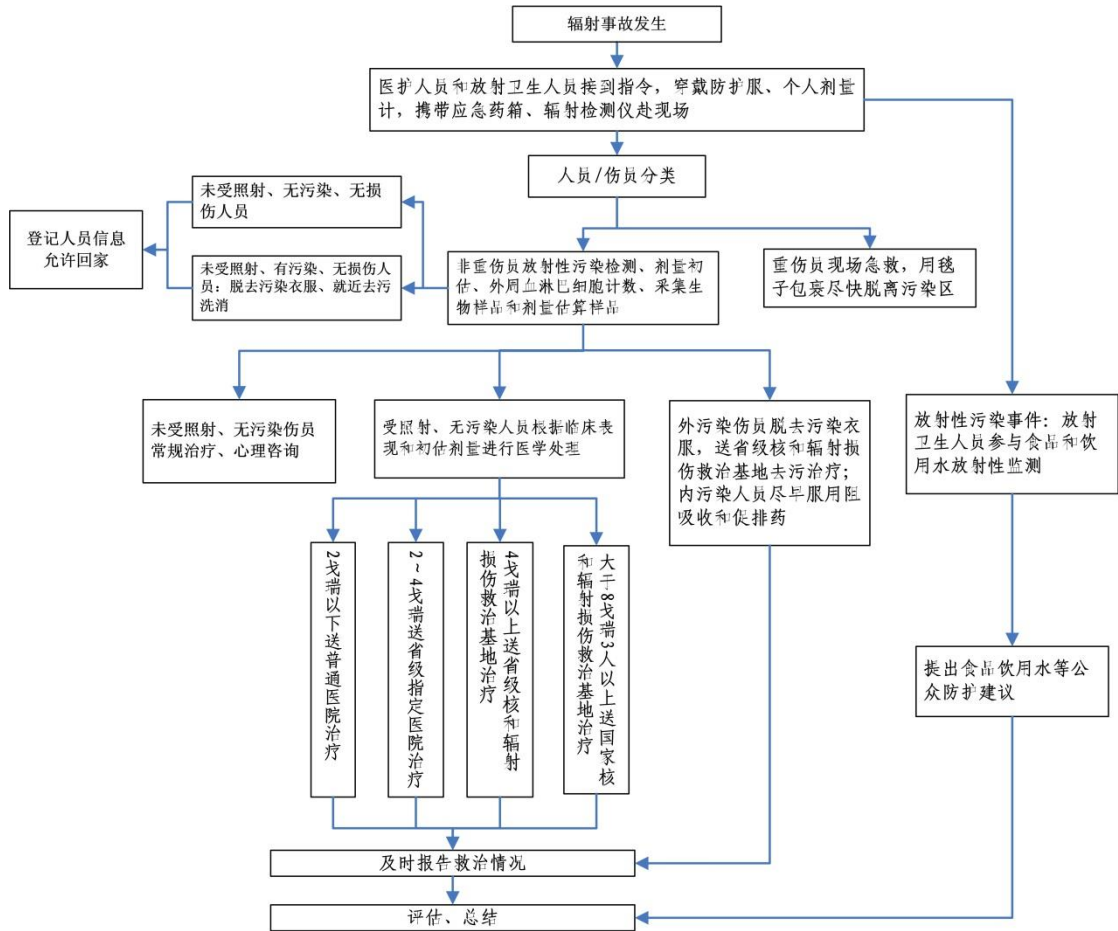 辐射事故发生
医护人员和放射卫生人员接到指令，穿戴防护服、个人剂量
计，携带应急药箱、辐射检测仪赴现场
人员/伤员分类
未受照射、无污染、无损
伤人员
登记人员信息
允许回家
未受照射、有污染、无损伤人
员：脱去污染衣服、就近去污
洗消
非重伤员放射性污染检测、剂量初
估、外周血淋巴细胞计数、采集生
物样品和剂量估算样品
重伤员现场急救，用毯
子包裹尽快脱离污染区
未受照射、无污染伤员
常规治疗、心理咨询
受照射、无污染人员根据临床表
现和初估剂量进行医学处理
外污染伤员脱去污染衣
服，送省级核和辐射损
伤救治基地去污治疗；
内污染人员尽早服用阻
吸收和促排药
放射性污染事件：放射
卫生人员参与食品和饮
用水放射性监测
2戈瑞以下送普通医院治疗
2～4戈瑞送省级指定医院治疗
4戈瑞以上送省级核和辐射
损伤救治基地治疗
大于8戈瑞3人以上送国家核
和辐射损伤救治基地治疗
提出食品饮用水等公
众防护建议
及时报告救治情况
评估、总结